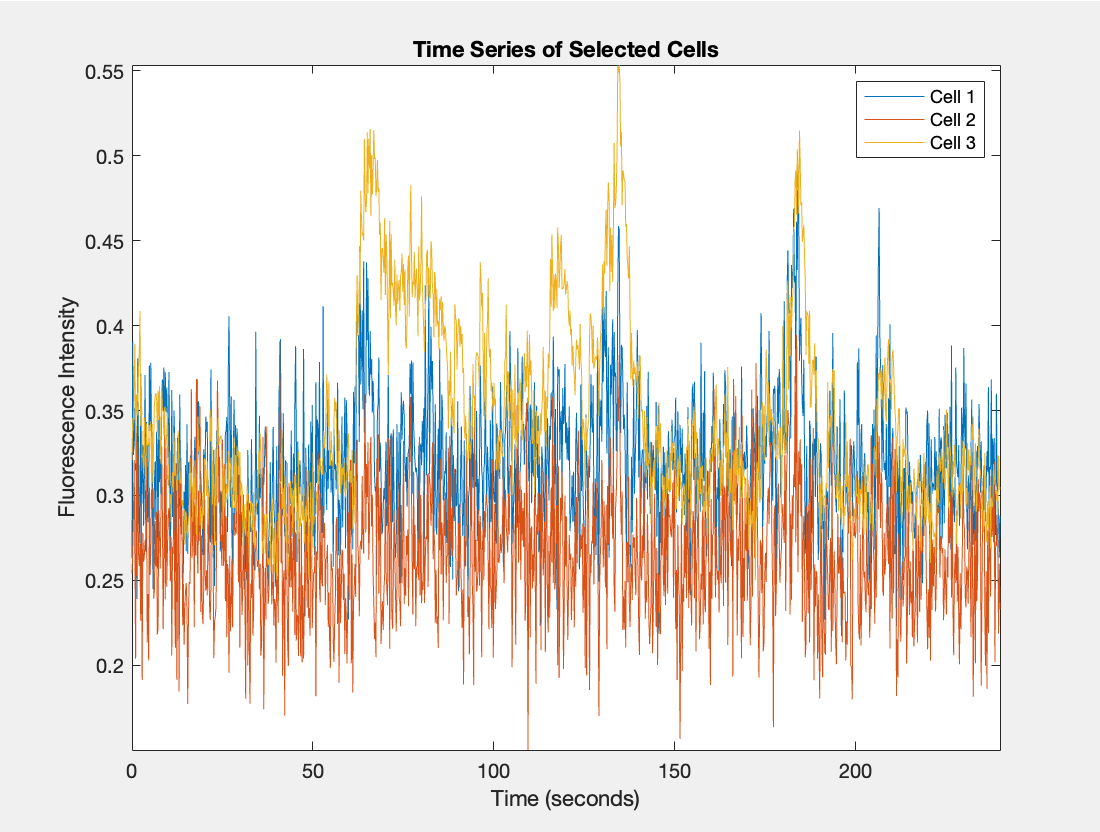 Time Series of Selected Cells
0.55
0.5
0.45
0.4
0.35
0.3
0.25
0.2
Fluorescence Intensity
Cell 1
Cell 2
Cell 3
0 50 100 150 200
Time (seconds)